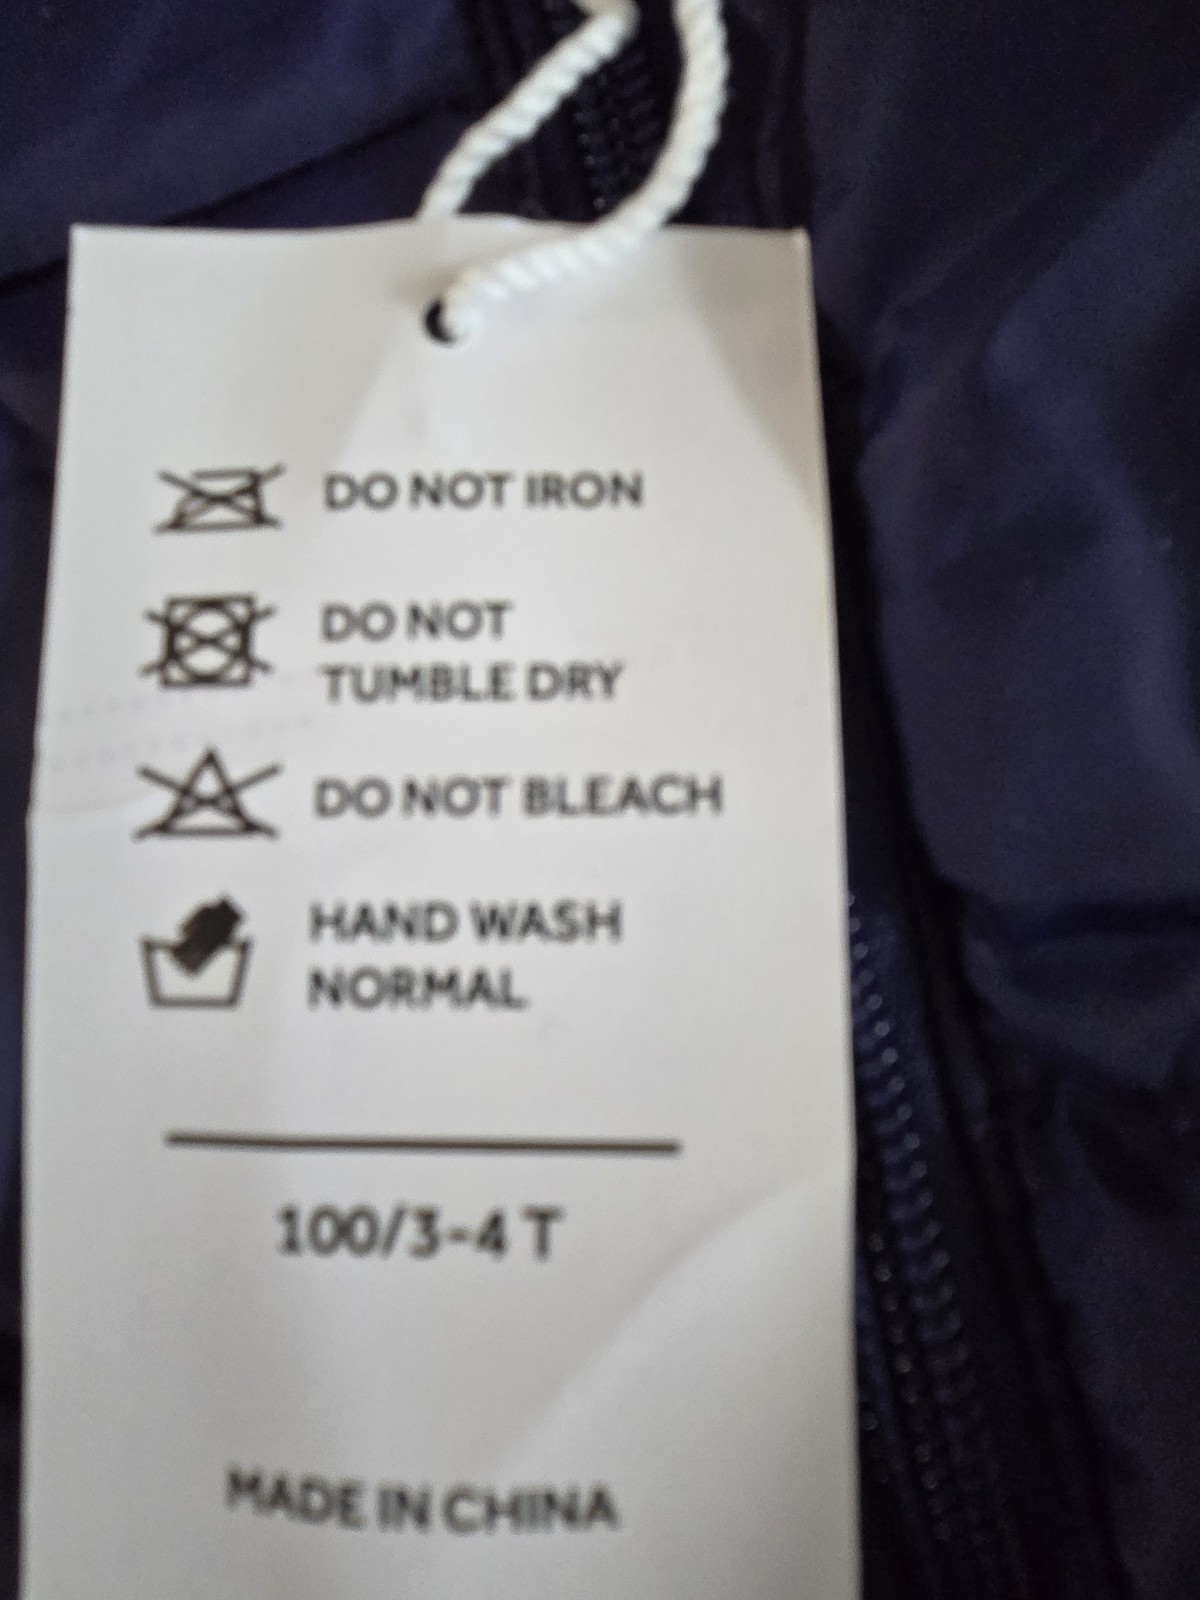 DO NOT IRON
DO NOT
TUMBLE DRY
DO NOT BLEACH
HAND WASH
NORMAL
100/3-4 T
MADE IN CHINA